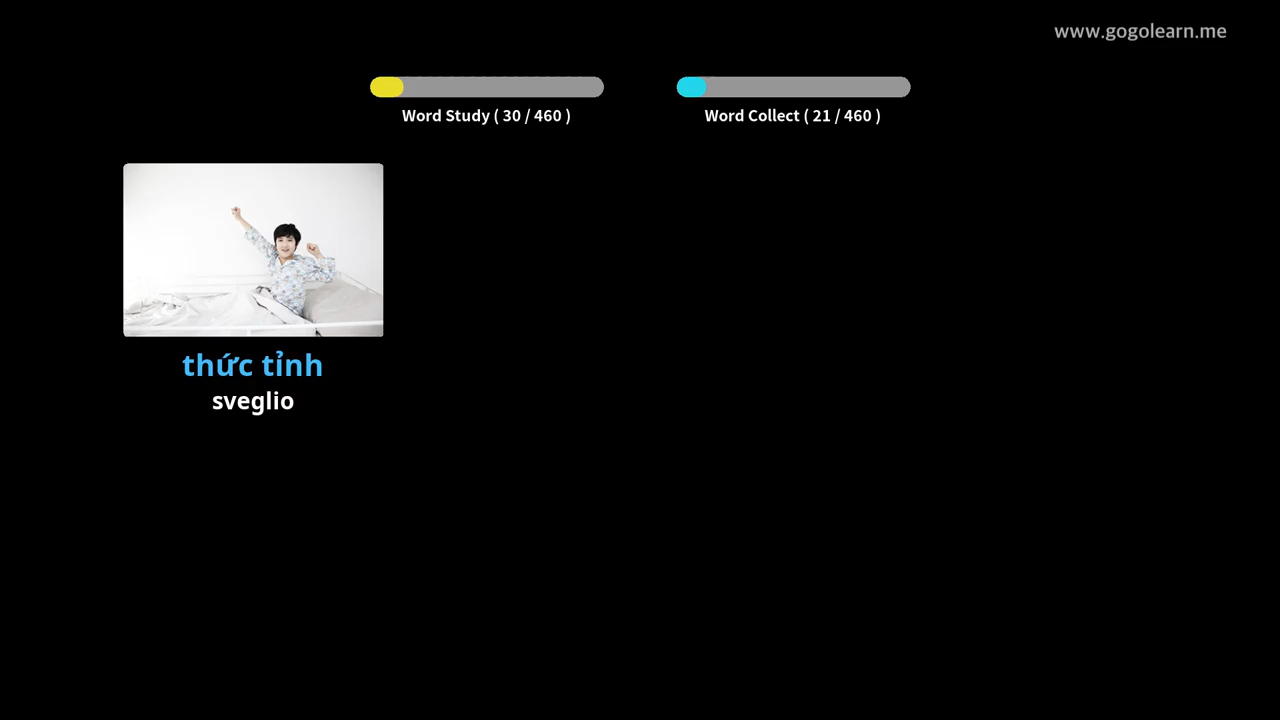 www.gogolearn.me
Word Study ( 30 / 460 )
Word Collect ( 21 / 460 )
thức tỉnh
sveglio